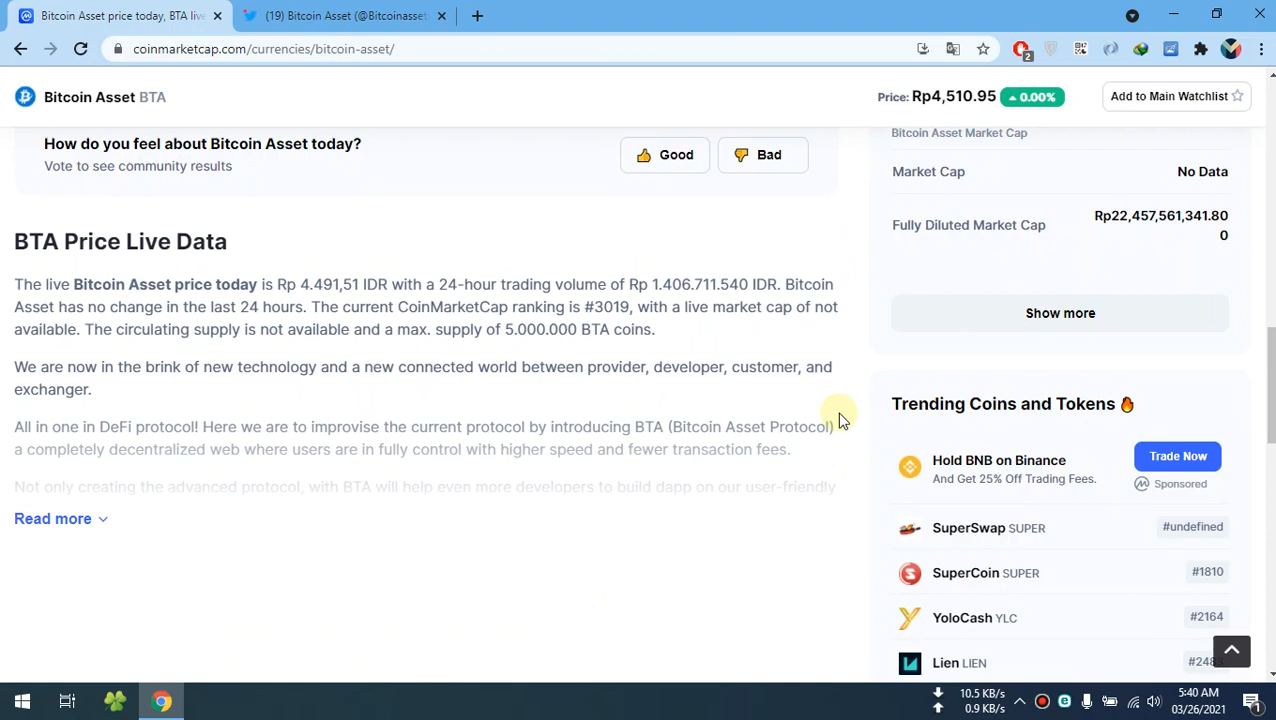 Bitcoin Asset price today, BTA live
(19) Bitcoin Asset (@Bitcoinasset
coinmarketcap.com/currencies/bitcoin-asset/
2
Bitcoin Asset BTA
Price: Rp4,510.95 0.00%
Add to Main Watchlist
How do you feel about Bitcoin Asset today?
Vote to see community results
Good
Bad
BTA Price Live Data
The live Bitcoin Asset price today is Rp 4.491,51 IDR with a 24-hour trading volume of Rp 1.406.711.540 IDR. Bitcoin
Asset has no change in the last 24 hours. The current CoinMarketCap ranking is #3019, with a live market cap of not
available. The circulating supply is not available and a max. supply of 5.000.000 BTA coins.
We are now in the brink of new technology and a new connected world between provider, developer, customer, and
exchanger.
All in one in DeFi protocol! Here we are to improvise the current protocol by introducing BTA (Bitcoin Asset Protocol)
a completely decentralized web where users are in fully control with higher speed and fewer transaction fees.
Not only creating the advanced protocol, with BTA will help even more developers to build dapp on our user-friendly
Read more
Bitcoin Asset Market Cap
Market Cap No Data
Fully Diluted Market Cap Rp22,457,561,341.80
0
Show more
Trending Coins and Tokens
Hold BNB on Binance
And Get 25% Off Trading Fees.
Trade Now
Sponsored
SuperSwap SUPER #undefined
SuperCoin SUPER #1810
YoloCash YLC #2164
Lien LIEN
10.5 KB/s
0.9 KB/s
5:40 AM
03/26/2021
1